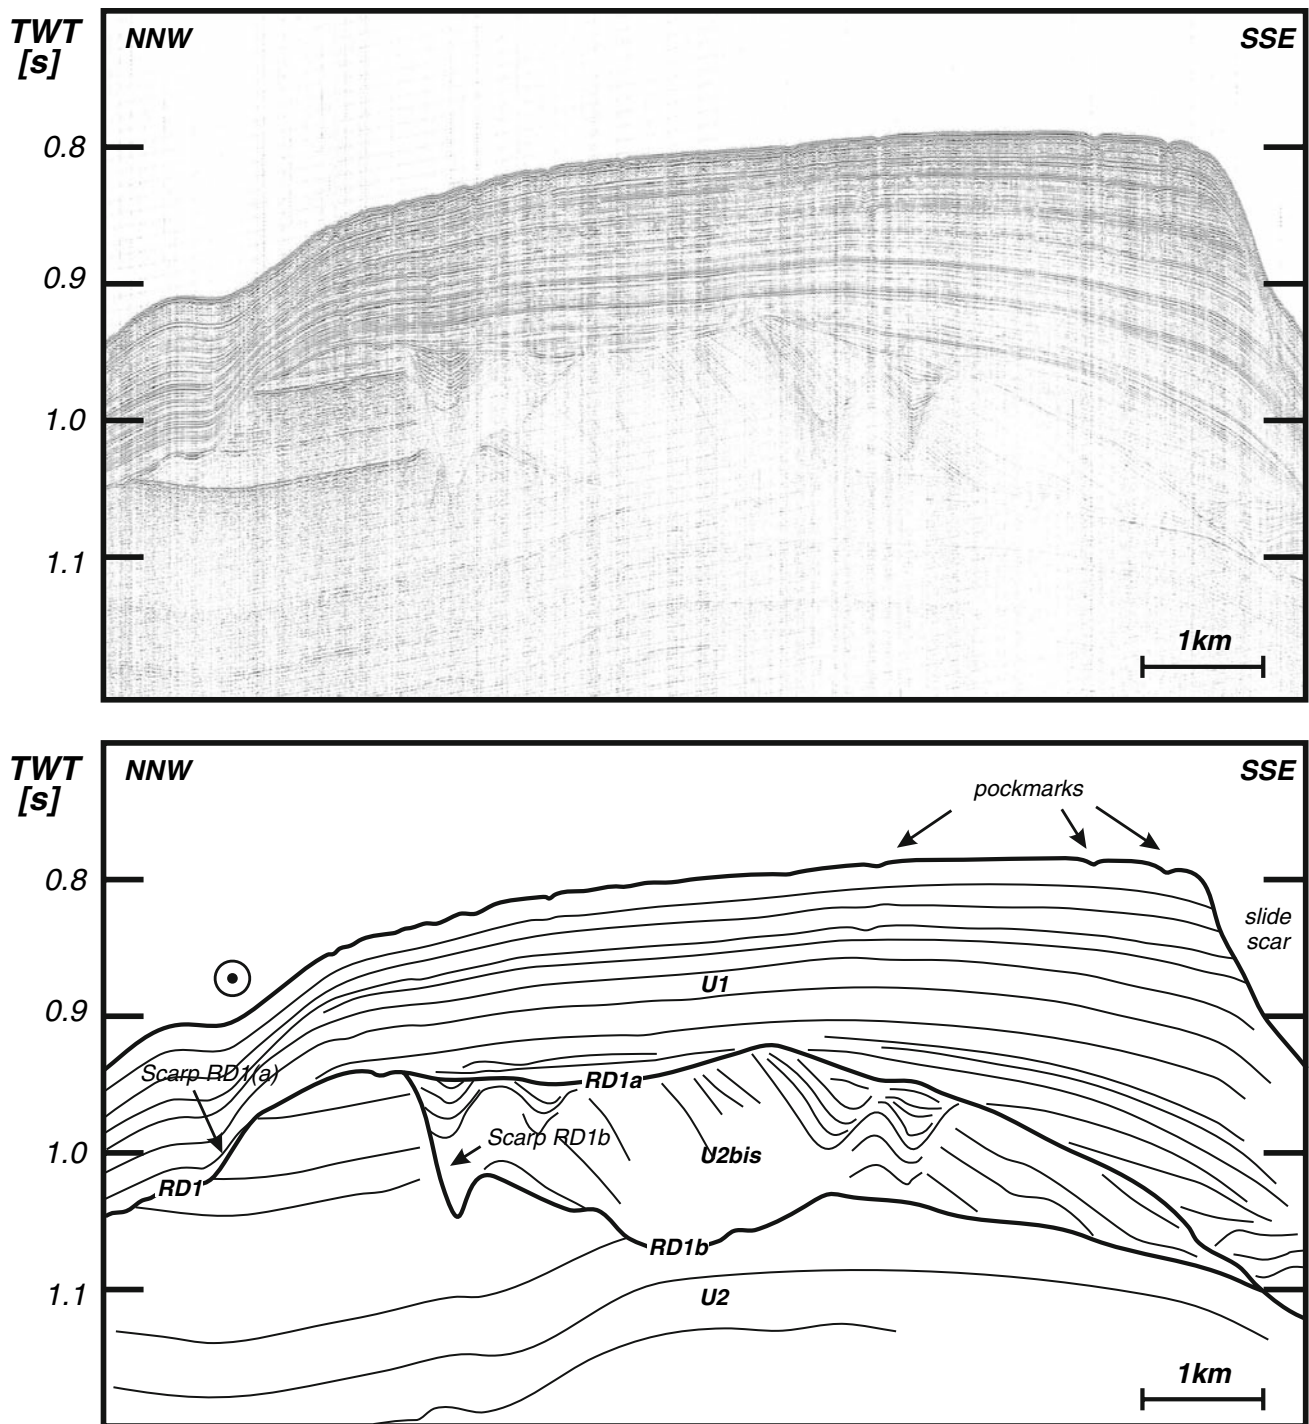 TWT
[s]
NNW
SSE
0.8
0.9
1.0
1.1
1km
TWT
[s]
NNW
SSE
pockmarks
0.8
slide
scar
U1
0.9
Scarp RD1(a)
RD1a
Scarp RD1b
1.0
U2bis
RD1
RD1b
1.1
U2
1km